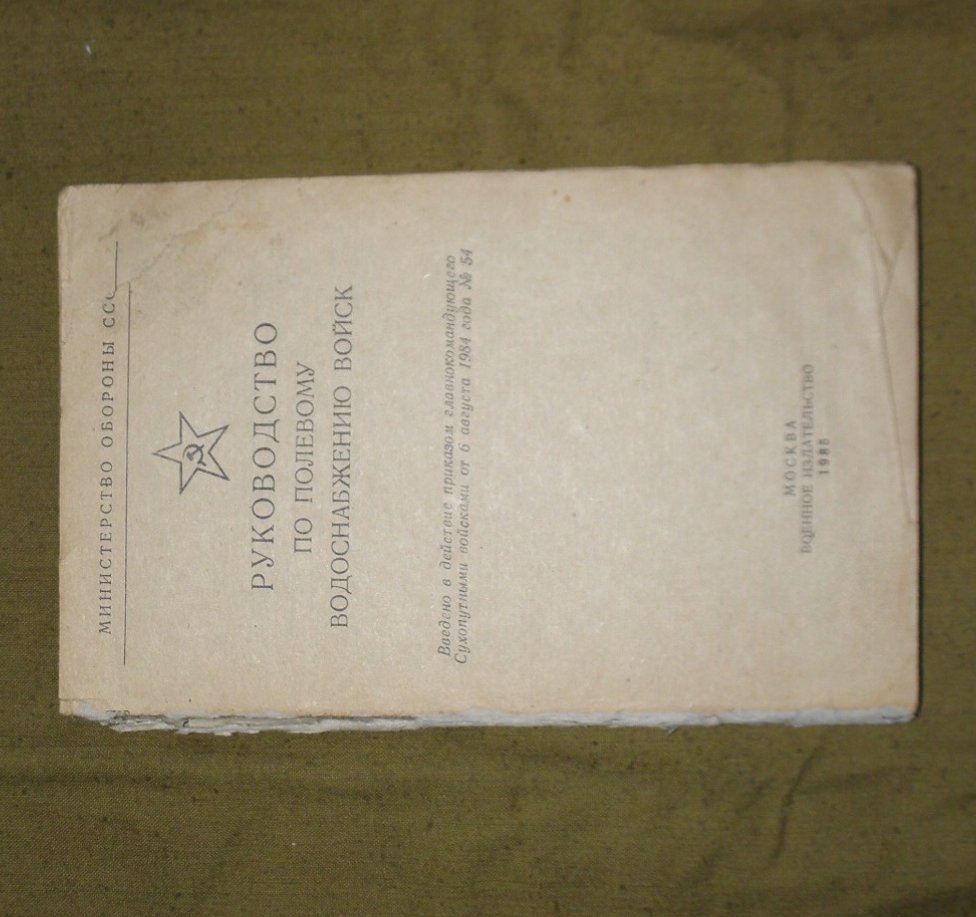 МИНИСТЕРСТВО ОБОРОНЫ ССС
РУКОВОДСТВО
ПО ПОЛЕВОМУ
ВОДОСНАБЖЕНИЮ ВОЙСК
Введено в действие приказом главнокомандующего
Сухопутными войсками от 6 августа 1984 года № 54
МОСКВА
ВОЕННОЕ ИЗДАТЕЛЬСТВО
1985